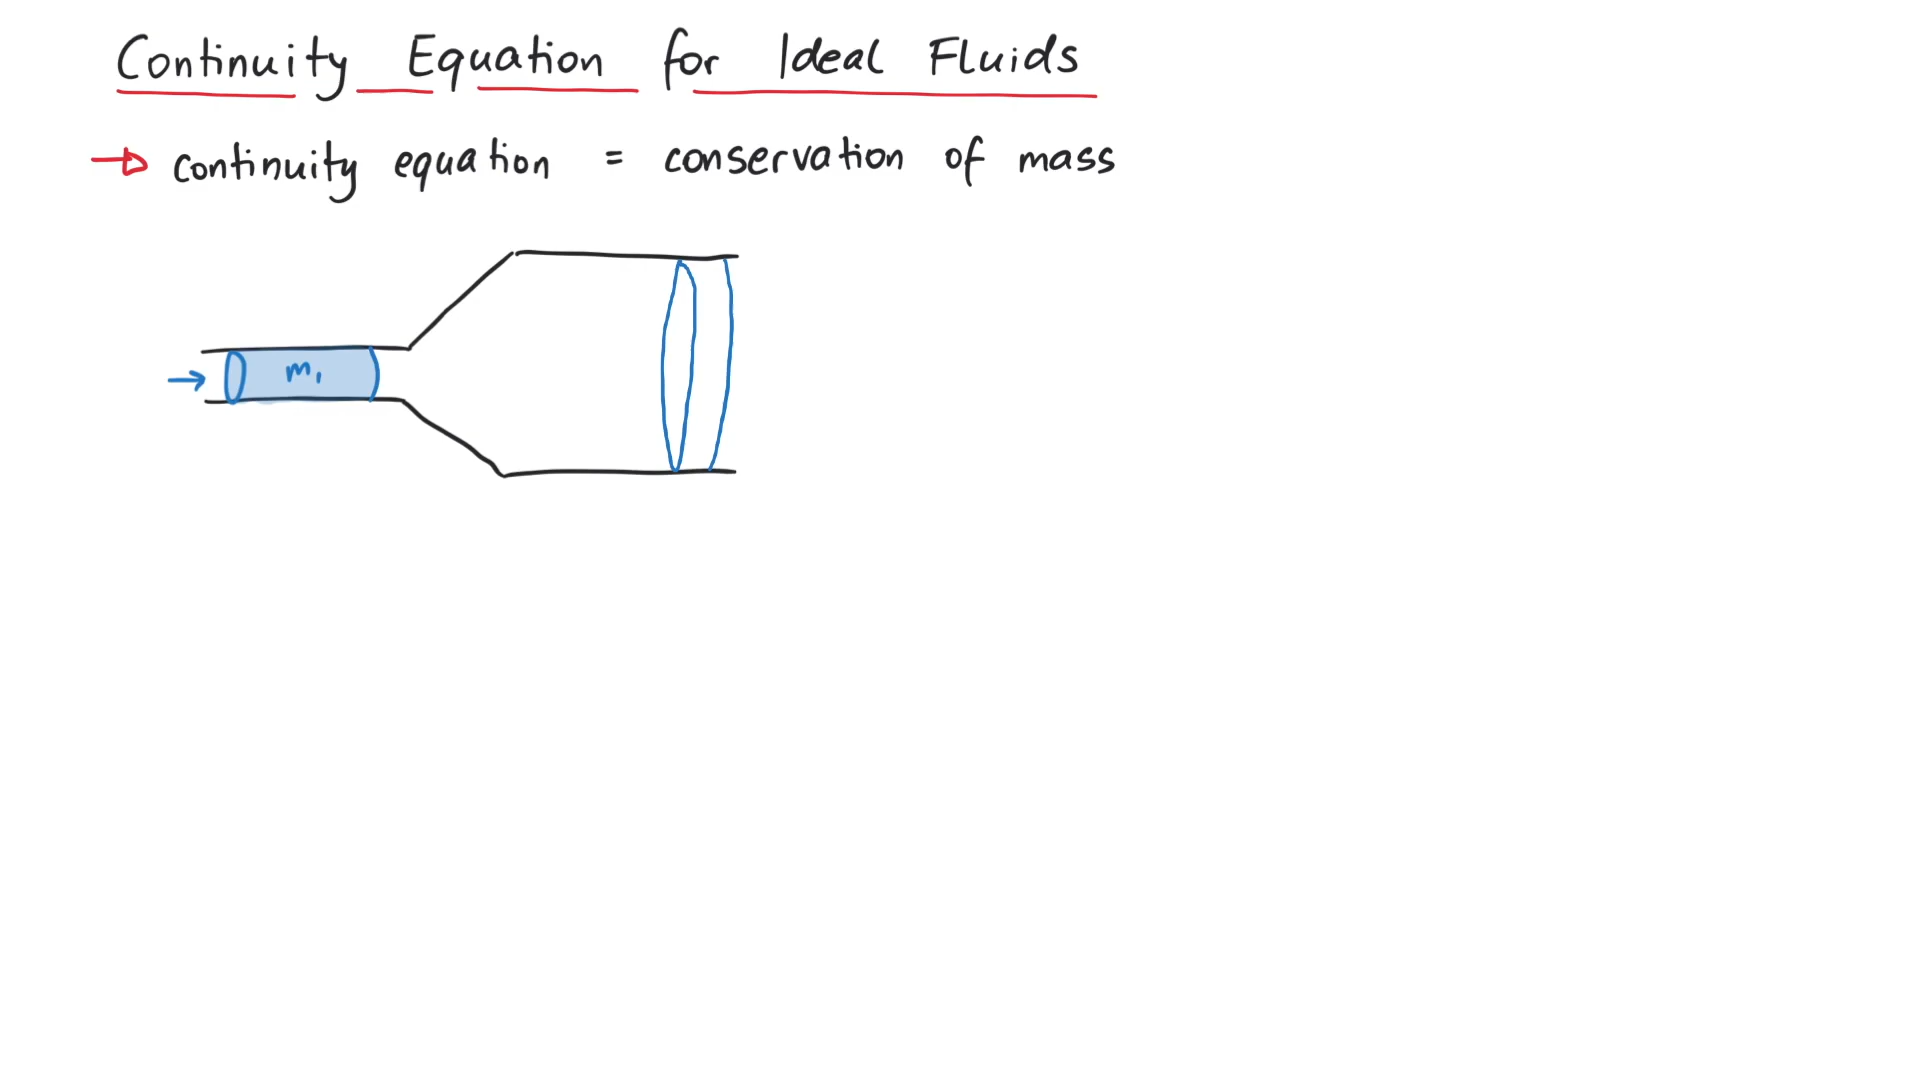 Continuity Equation for Ideal Fluids
continuity equation = conservation of mass
m₁